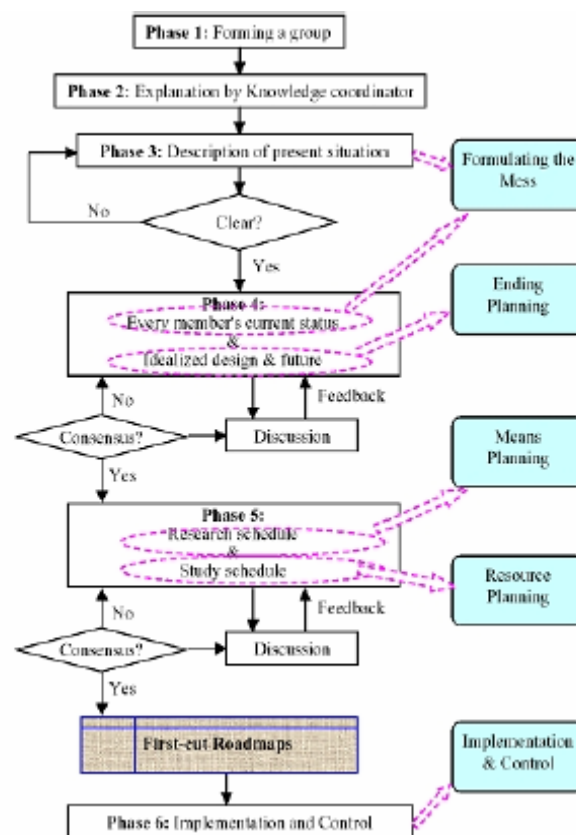 Phase 1: Forming a group
Phase 2: Explanation by Knowledge coordinator
Phase 3: Description of present situation
Formulating the
Mess
No
Clear?
Yes
Ending
Planning
Phase 4:
Every member's current status
&
Idealized design & future
No
Feedback
Consensus?
Discussion
Means
Planning
Yes
Phase 5:
Research schedule
&
Study schedule
Resource
Planning
No
Feedback
Consensus?
Discussion
Yes
First-cut Roadmaps
Implementation
& Control
Phase 6: Implementation and Control